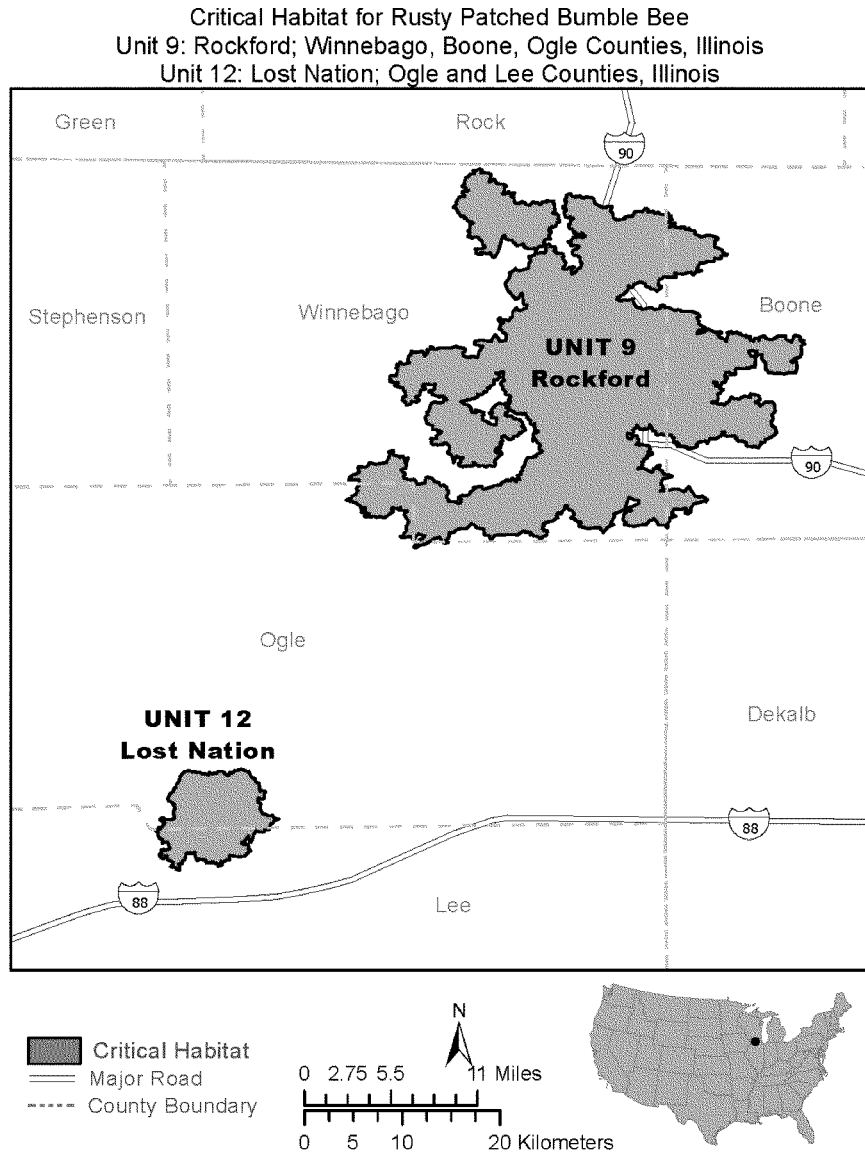 Critical Habitat for Rusty Patched Bumble Bee
Unit 9: Rockford; Winnebago, Boone, Ogle Counties, Illinois
Unit 12: Lost Nation; Ogle and Lee Counties, Illinois
Green
Rock
90
Stephenson
Winnebago
Boone
UNIT 9
Rockford
90
Ogle
UNIT 12
Lost Nation
Dekalb
88
88
Lee
N
Critical Habitat
Major Road
County Boundary
0 2.75 5.5 11 Miles
0 5 10 20 Kilometers